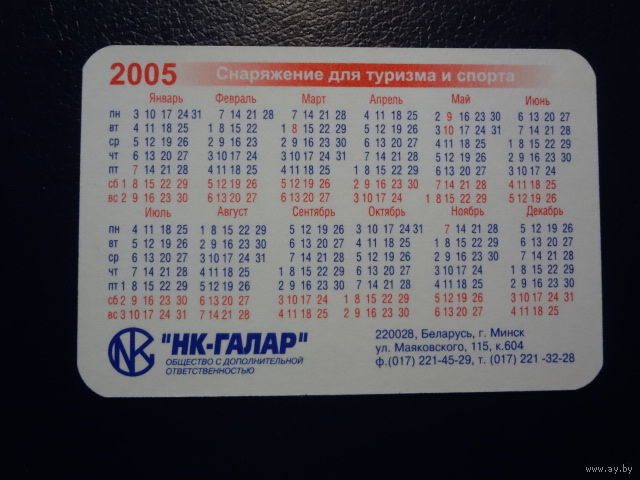 2005 Снаряжение для туризма и спорта
Январь Февраль Март Апрель Май Июнь
пн 3 10 17 24 31 7 14 21 28 7 14 21 28 4 11 18 25 2 9 16 23 30 6 13 20 27
вт 4 11 18 25 1 8 15 22 1 8 15 22 29 5 12 19 26 3 10 17 24 31 7 14 21 28
ср 5 12 19 26 2 9 16 23 2 9 16 23 30 6 13 20 27 4 11 18 25 1 8 15 22 29
чт 6 13 20 27 3 10 17 24 3 10 17 24 31 7 14 21 28 5 12 19 26 2 9 16 23 30
пт 7 14 21 28 4 11 18 25 4 11 18 25 1 8 15 22 29 6 13 20 27 3 10 17 24
сб 1 8 15 22 29 5 12 19 26 5 12 19 26 2 9 16 23 30 7 14 21 28 4 11 18 25
вс 2 9 16 23 30 6 13 20 27 6 13 20 27 3 10 17 24 1 8 15 22 29 5 12 19 26
Июль Август Сентябрь Октябрь Ноябрь Декабрь
пн 4 11 18 25 1 8 15 22 29 5 12 19 26 3 10 17 24 31 7 14 21 28 5 12 19 26
вт 5 12 19 26 2 9 16 23 30 6 13 20 27 4 11 18 25 1 8 15 22 29 6 13 20 27
ср 6 13 20 27 3 10 17 24 31 7 14 21 28 5 12 19 26 2 9 16 23 30 7 14 21 28
чт 7 14 21 28 4 11 18 25 1 8 15 22 29 6 13 20 27 3 10 17 24 1 8 15 22 29
пт 1 8 15 22 29 5 12 19 26 2 9 16 23 30 7 14 21 28 4 11 18 25 2 9 16 23 30
сб 2 9 16 23 30 6 13 20 27 3 10 17 24 1 8 15 22 29 5 12 19 26 3 10 17 24 31
вс 3 10 17 24 31 7 14 21 28 4 11 18 25 2 9 16 23 30 6 13 20 27 4 11 18 25
"НК-ГАЛАР"
ОБЩЕСТВО С ДОПОЛНИТЕЛЬНОЙ
ОТВЕТСТВЕННОСТЬЮ
220028, Беларусь, г. Минск
ул. Маяковского, 115, к.604
ф.(017) 221-45-29, т. (017) 221 -32-28
www.ay.by